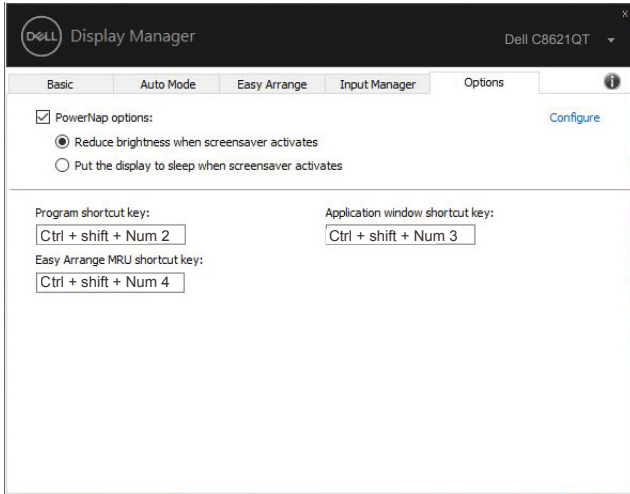 DELL Display Manager
x
Dell C8621QT
Basic Auto Mode Easy Arrange Input Manager Options i
PowerNap options: Configure
Reduce brightness when screensaver activates
Put the display to sleep when screensaver activates
Program shortcut key: Application window shortcut key:
Ctrl + shift + Num 2 Ctrl + shift + Num 3
Easy Arrange MRU shortcut key:
Ctrl + shift + Num 4